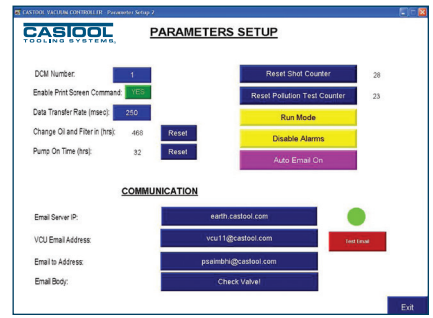 CASTOOL VACUUM CONTROLLER - Parameter Setup 2
CASTOOL
TOOLING SYSTEMS,
PARAMETERS SETUP
DCM Number: 1
Enable Print Screen Command: YES
Data Transfer Rate (msec): 250
Change Oil and Filter in (hrs): 468 Reset
Pump On Time (hrs): 32 Reset
Reset Shot Counter 28
Reset Pollution Test Counter 23
Run Mode
Disable Alarms
Auto Email On
COMMUNICATION
Email Server IP: earth.castool.com
VCU Email Address: vcu11@castool.com Test Email
Email to Address: psaimbhi@castool.com
Email Body: Check Valve!
Exit